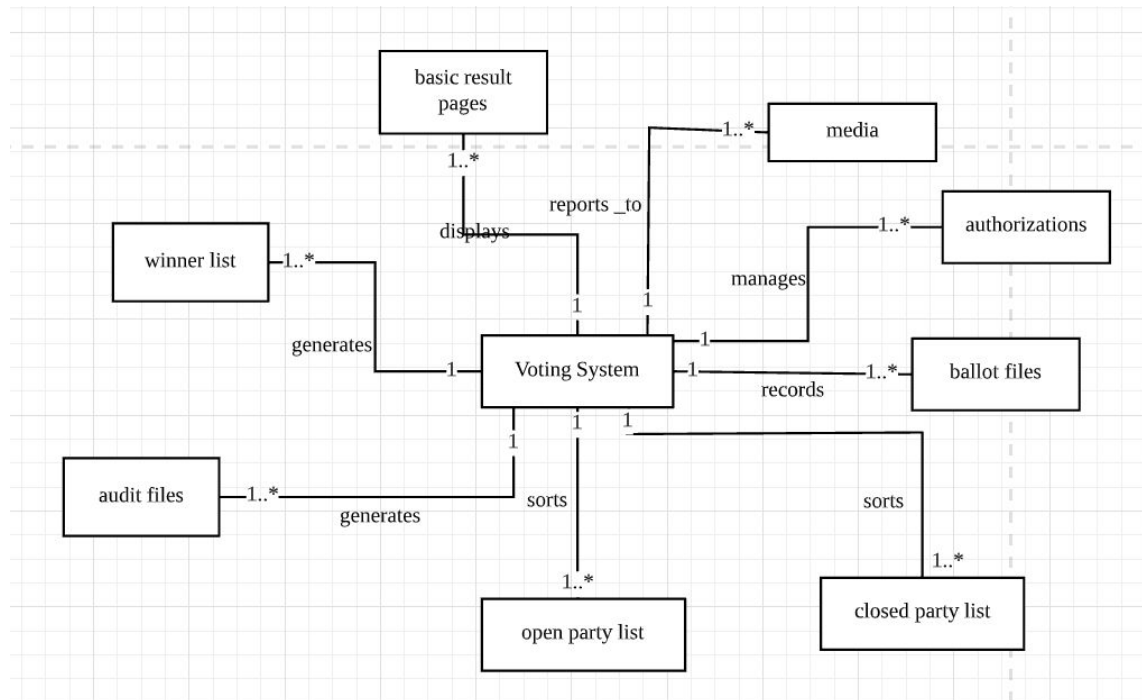 basic result
pages
1..*
displays
1
media
1..*
reports _to
1
authorizations
1..*
manages
1
winner list
1..*
generates
1
Voting System
ballot files
1..*
records
1
audit files
1..*
generates
1
1
sorts
1..*
open party list
1
sorts
1..*
closed party list